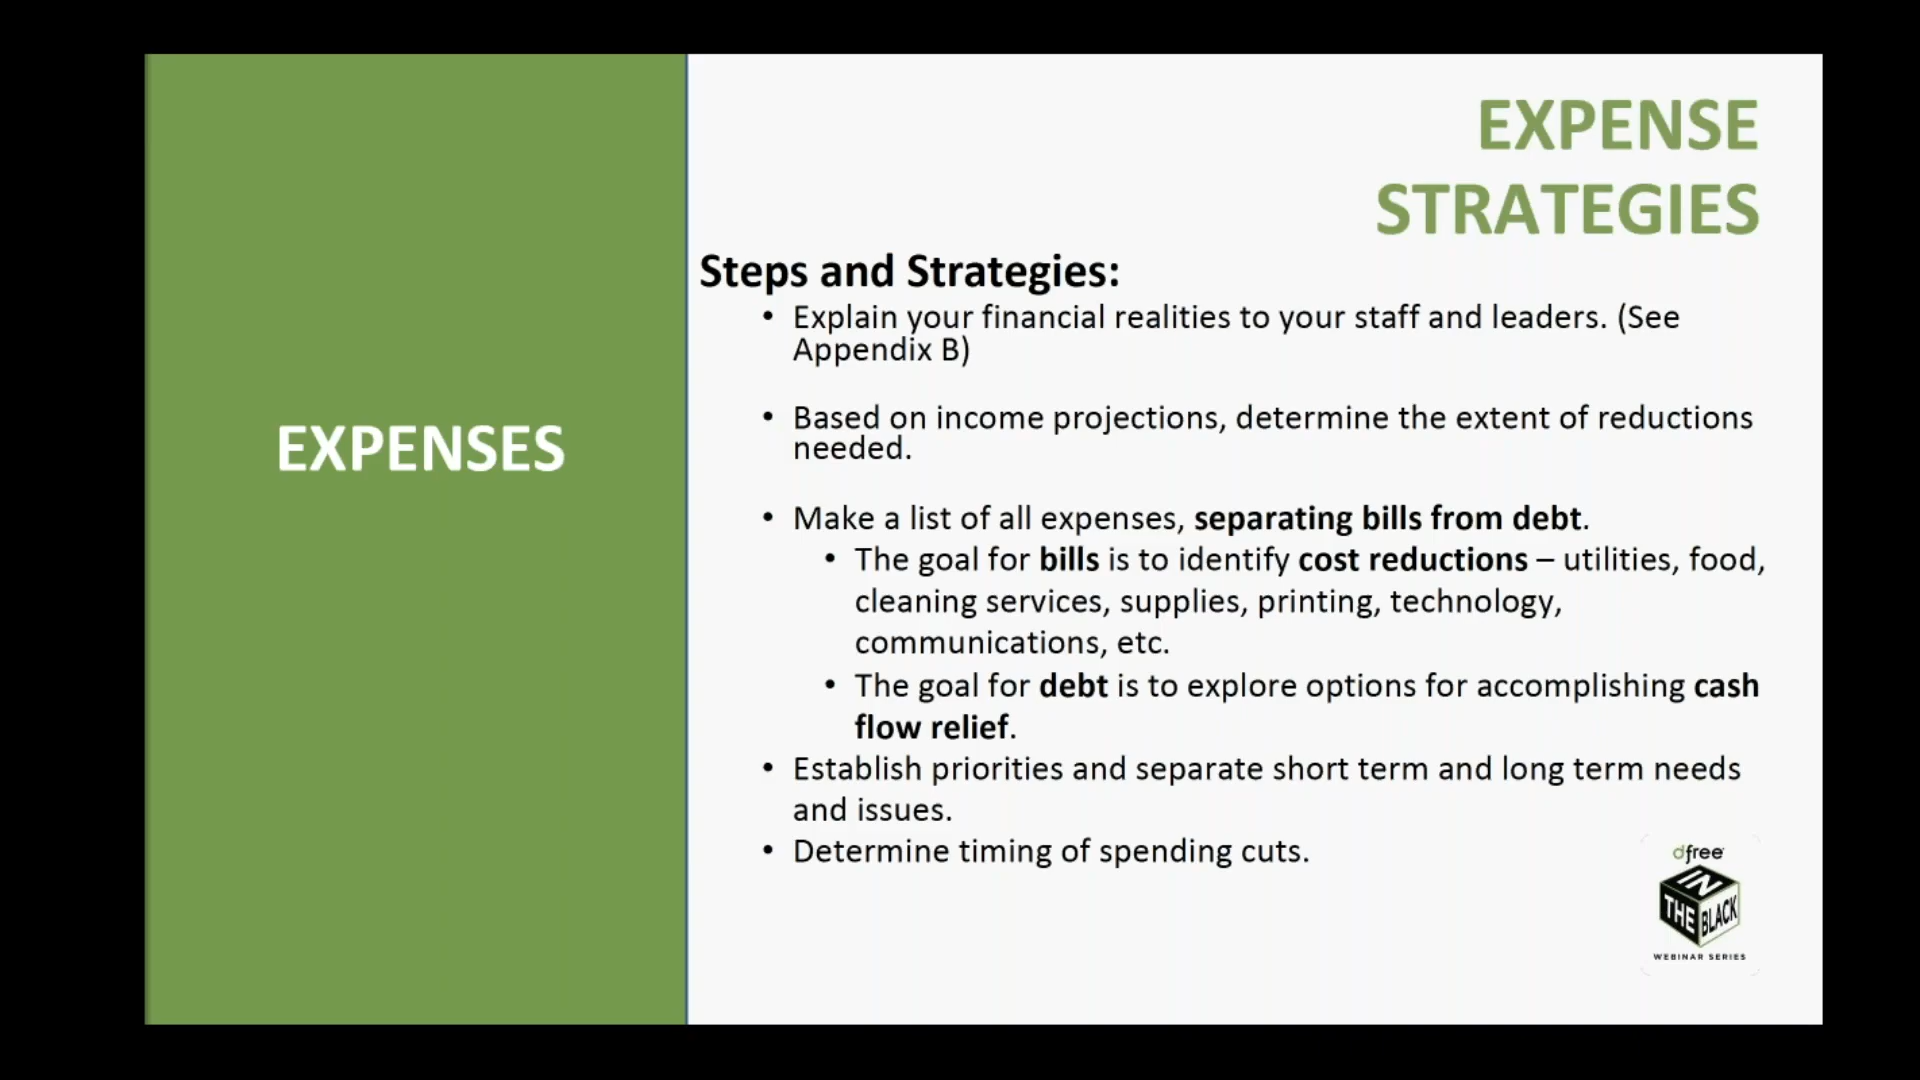 EXPENSES
EXPENSE
STRATEGIES
Steps and Strategies:
• Explain your financial realities to your staff and leaders. (See
Appendix B)
• Based on income projections, determine the extent of reductions
needed.
• Make a list of all expenses, separating bills from debt.
• The goal for bills is to identify cost reductions – utilities, food,
cleaning services, supplies, printing, technology,
communications, etc.
• The goal for debt is to explore options for accomplishing cash
flow relief.
• Establish priorities and separate short term and long term needs
and issues.
• Determine timing of spending cuts.
dfree
IN
THE BLACK
WEBINAR SERIES